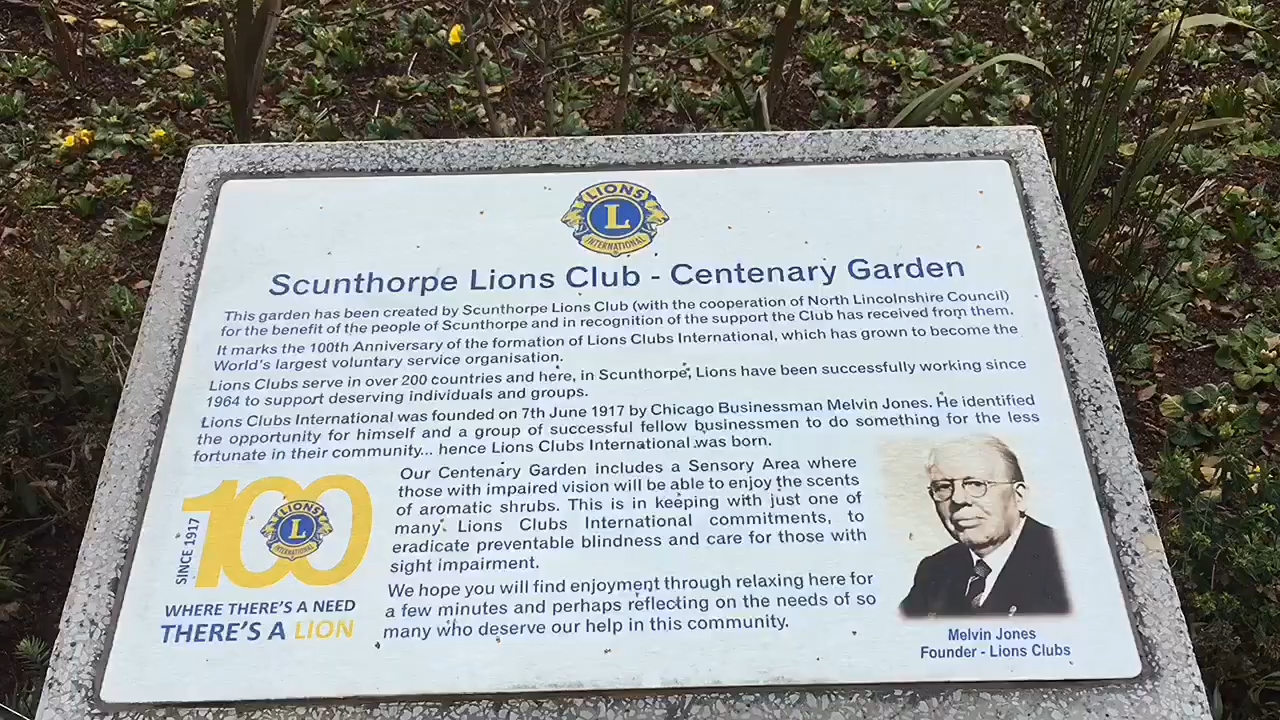 LIONS
L
INTERNATIONAL
Scunthorpe Lions Club - Centenary Garden
This garden has been created by Scunthorpe Lions Club (with the cooperation of North Lincolnshire Council)
for the benefit of the people of Scunthorpe and in recognition of the support the Club has received from them.
It marks the 100th Anniversary of the formation of Lions Clubs International, which has grown to become the
World's largest voluntary service organisation.
Lions Clubs serve in over 200 countries and here, in Scunthorpe, Lions have been successfully working since
1964 to support deserving individuals and groups.
Lions Clubs International was founded on 7th June 1917 by Chicago Businessman Melvin Jones. He identified
the opportunity for himself and a group of successful fellow businessmen to do something for the less
fortunate in their community... hence Lions Clubs International was born.
Our Centenary Garden includes a Sensory Area where
those with impaired vision will be able to enjoy the scents
of aromatic shrubs. This is in keeping with just one of
many Lions Clubs International commitments, to
eradicate preventable blindness and care for those with
sight impairment.
We hope you will find enjoyment through relaxing here for
a few minutes and perhaps reflecting on the needs of so
many who deserve our help in this community.
SINCE 1917
100
LIONS
L
INTERNATIONAL
WHERE THERE'S A NEED
THERE'S A LION
Melvin Jones
Founder - Lions Clubs